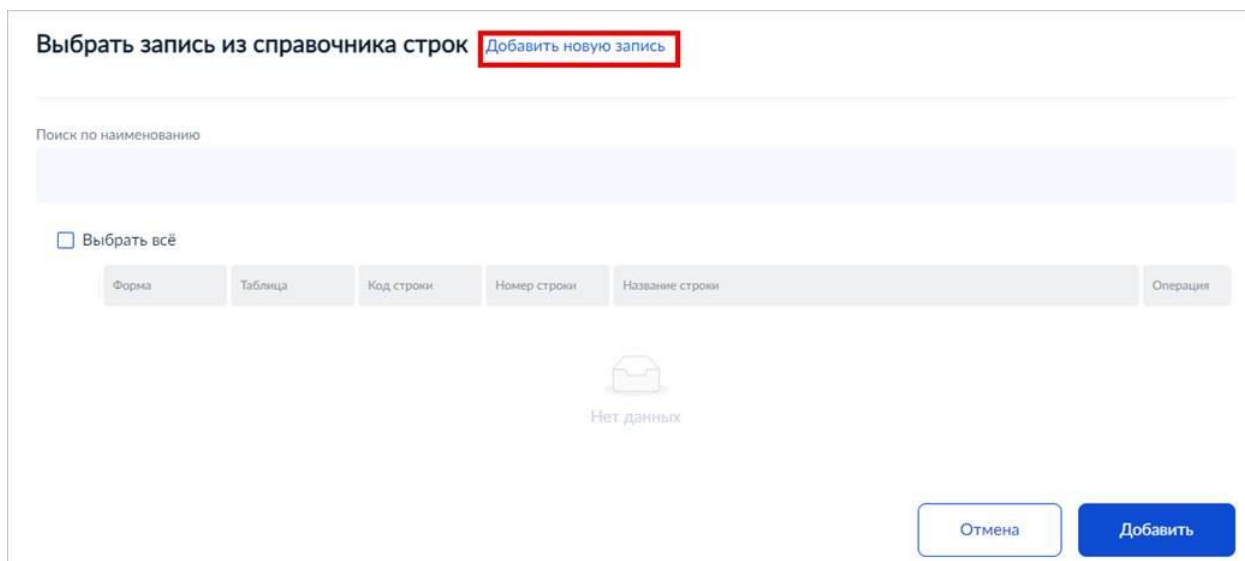 Выбрать запись из справочника строк Добавить новую запись
Поиск по наименованию
Выбрать всё
Форма Таблица Код строки Номер строки Название строки Операция
Нет данных
Отмена Добавить